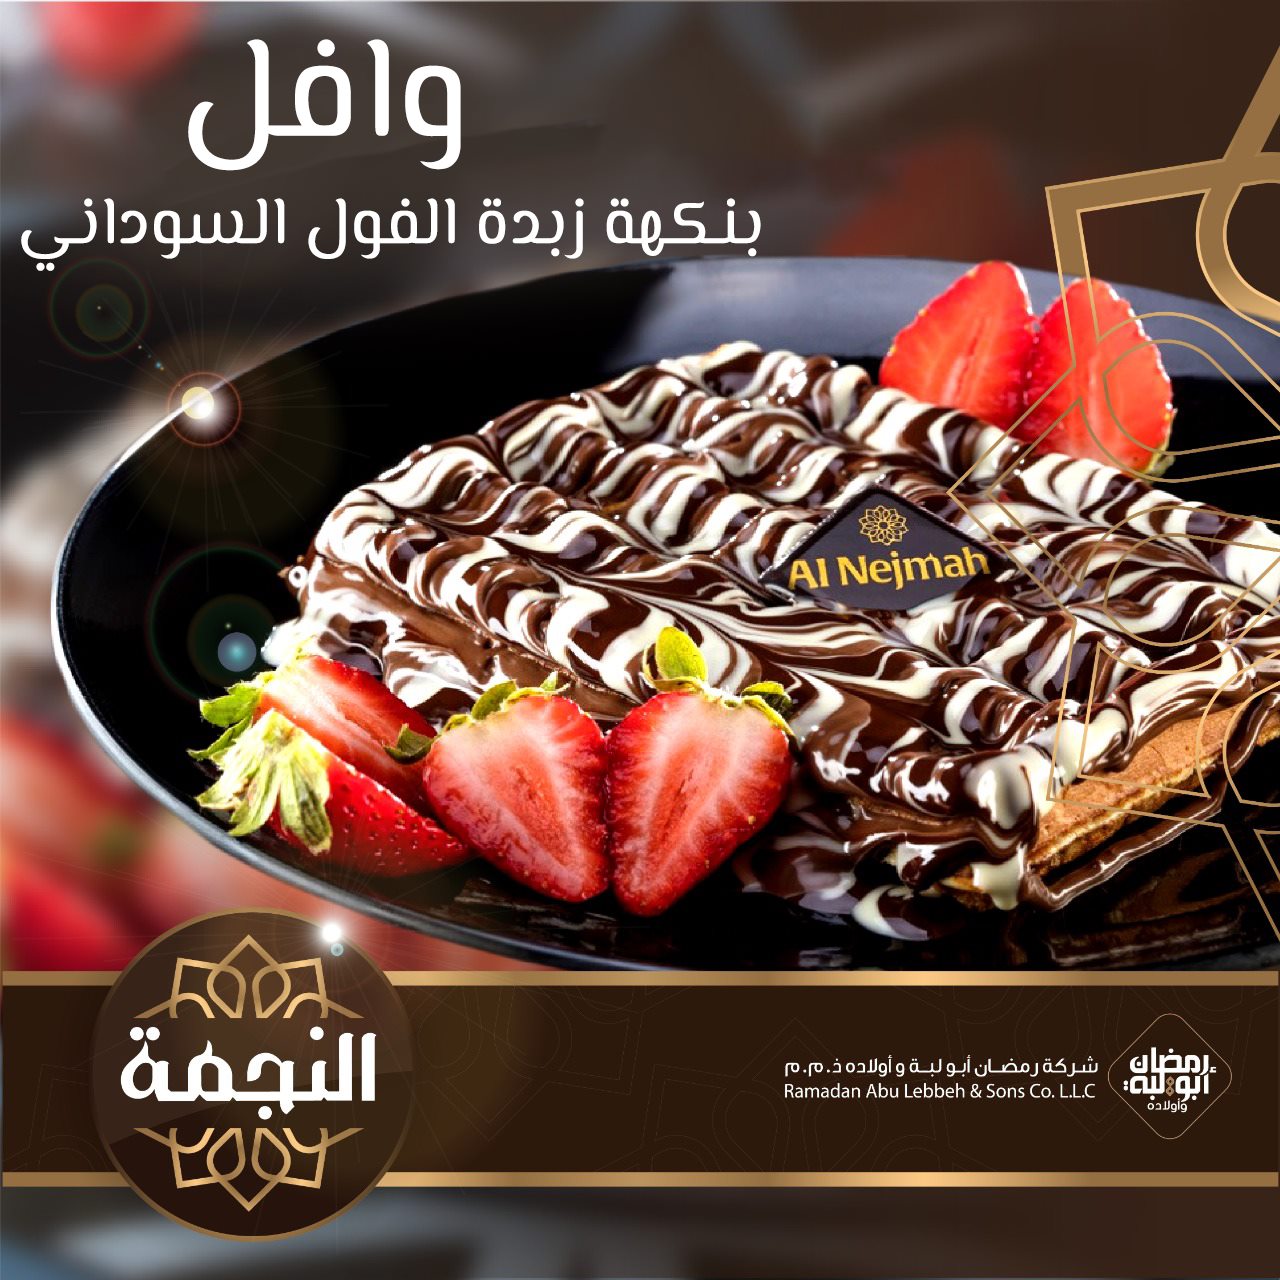 وافل
بنكهة زبدة الفول السوداني
Al Nejmah
النجمة
شركة رمضان أبو لبة و أولاده ذ.م.م
Ramadan Abu Lebbeh & Sons Co. L.L.C
رمضان
أبو لبة
وأولاده